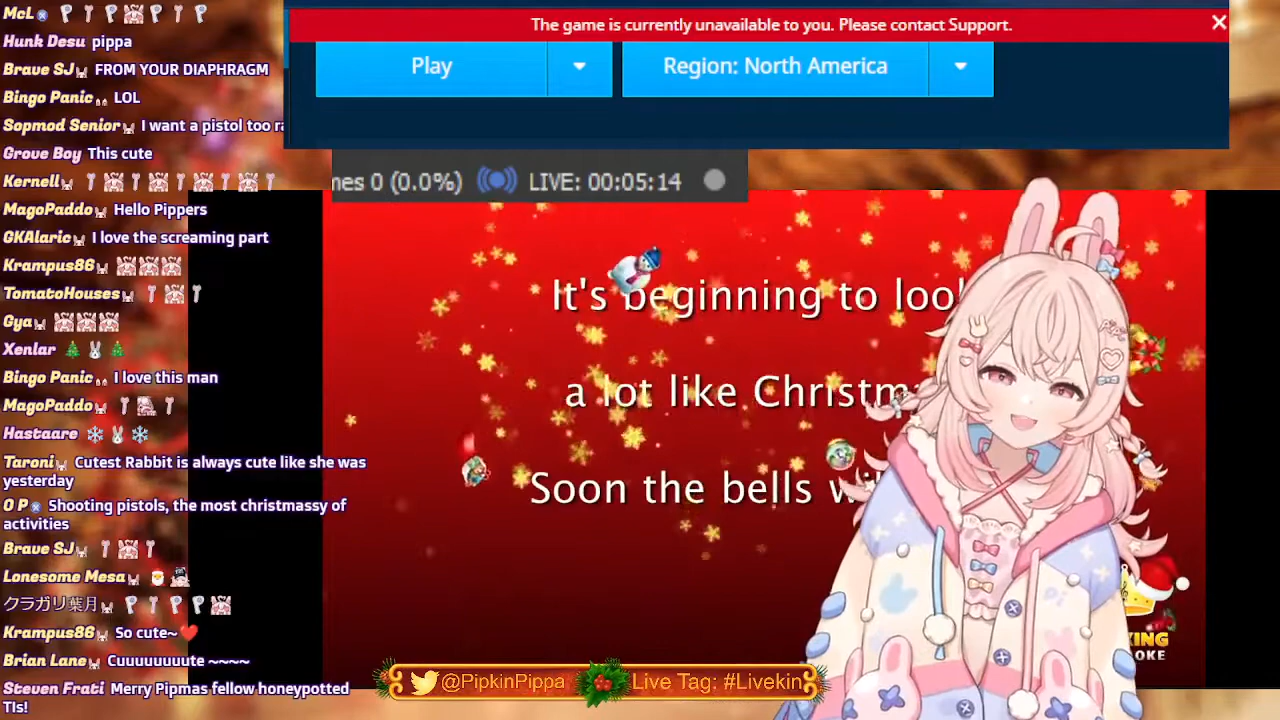 McL
Hunk Desu pippa
Brave SJ FROM YOUR DIAPHRAGM
Bingo Panic LOL
Sopmod Senior I want a pistol too
Grove Boy This cute
Kernell
MagoPaddo Hello Pippers
GKAlaric I love the screaming part
Krampus86
TomatoHouses
Gya
Xenlar
Bingo Panic I love this man
MagoPaddo
Hastaare
Taroni Cutest Rabbit is always cute like she was
yesterday
O P Shooting pistols, the most christmassy of
activities
Brave SJ
Lonesome Mesa
クラガリ葉月
Krampus86 So cute~
Brian Lane Cuuuuuuute ~~~~
Steven Frati Merry Pipmas fellow honeypotted
TIs!
The game is currently unavailable to you. Please contact Support.
Play
Region: North America
nes 0 (0.0%) LIVE: 00:05:14
It's beginning to look
a lot like Christm
Soon the bells wi
KING
OKE
@PipkinPippa Live Tag: #Livekin